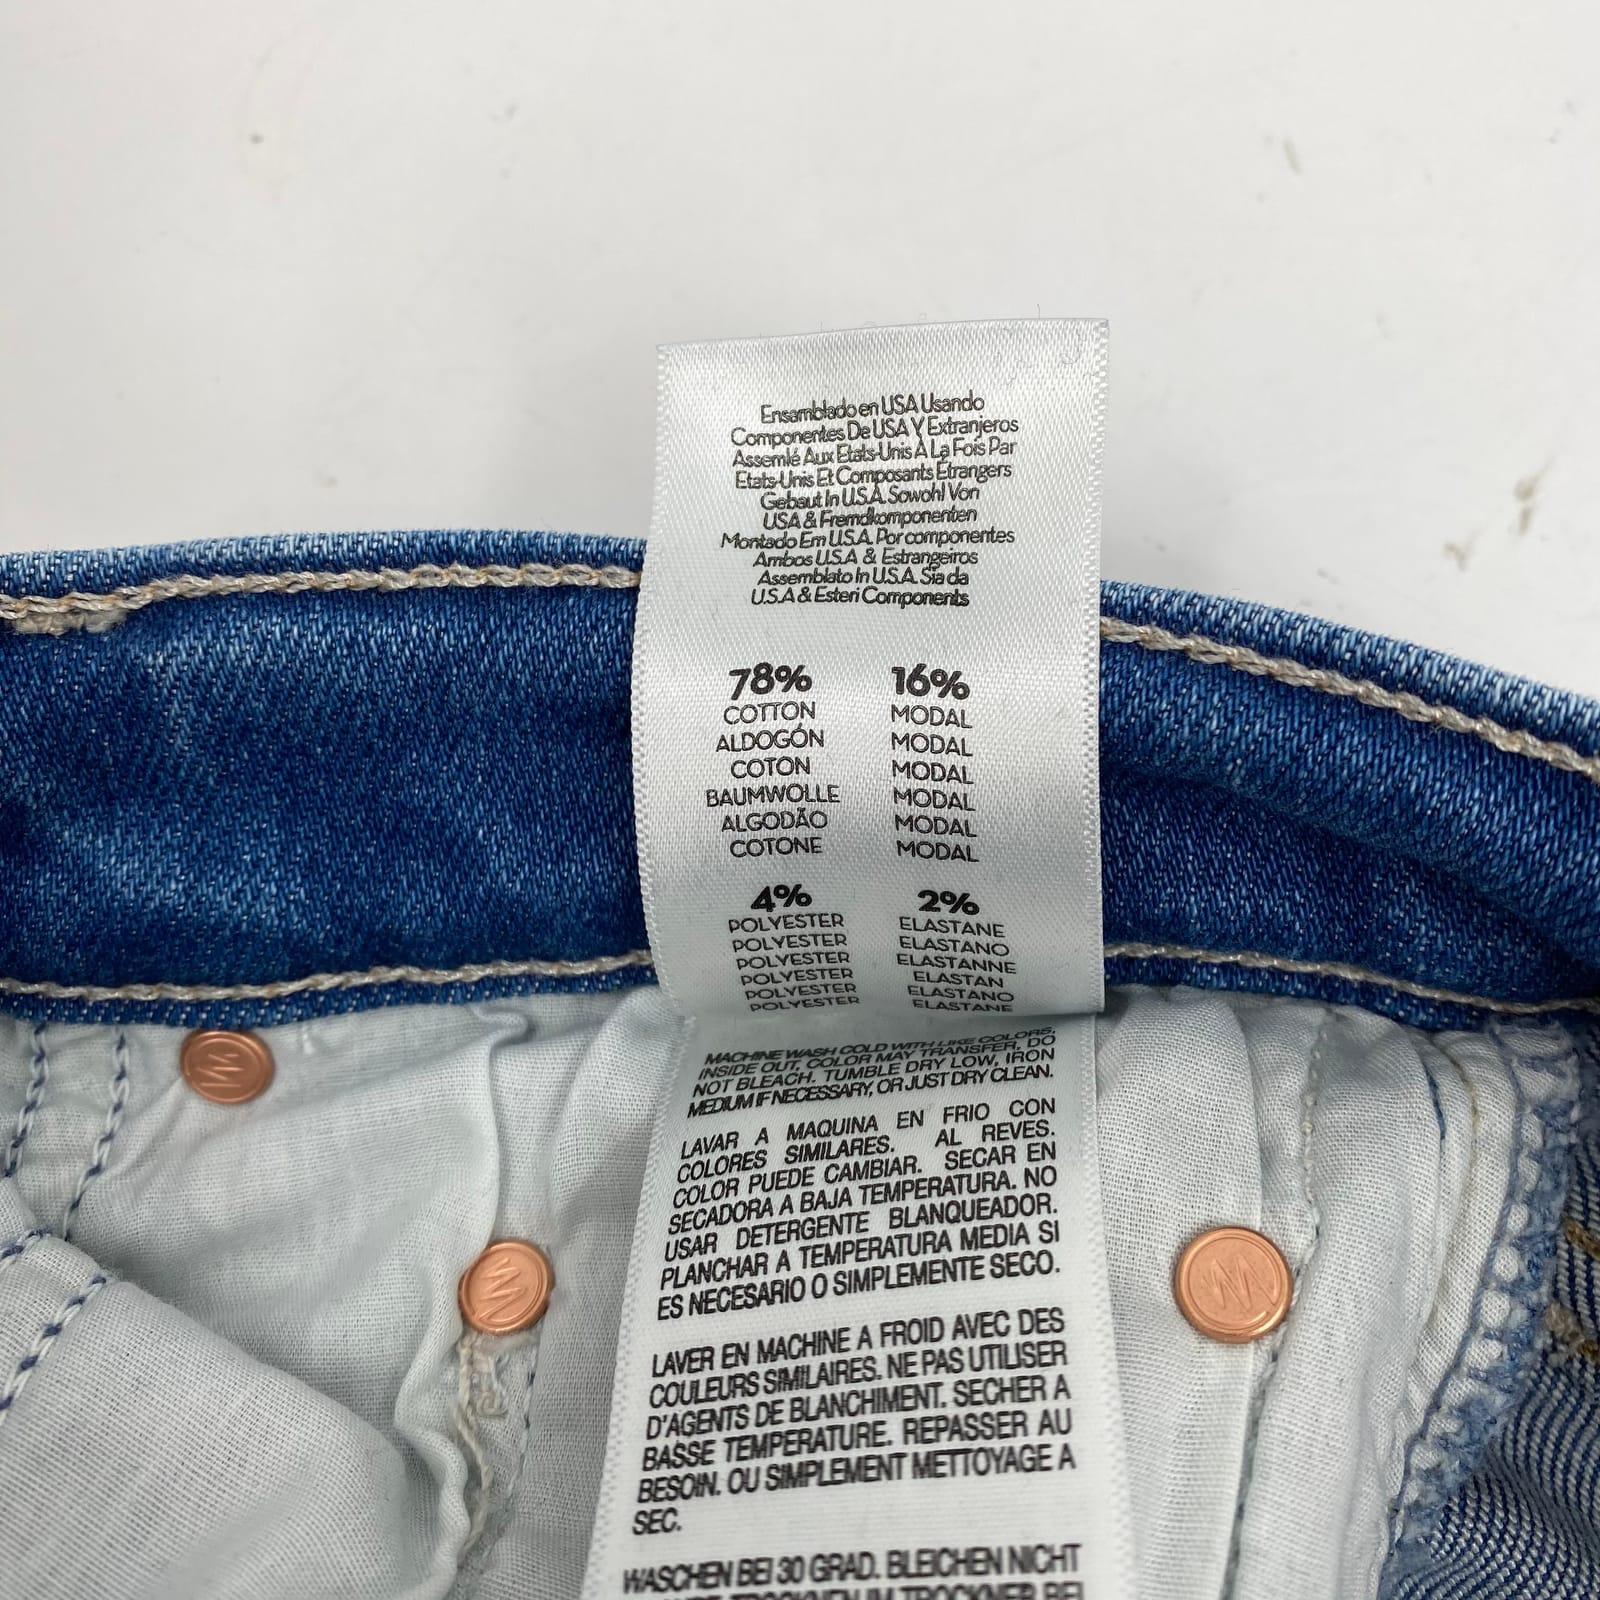 Ensamblado en USA Usando
Componentes De USA Y Extranjeros
Assemlé Aux Etats-Unis À La Fois Par
Etats-Unis Et Composants Étrangers
Gebaut In U.S.A. Sowohl Von
USA & Fremdkomponenten
Montado Em U.S.A. Por componentes
Ambos U.S.A & Estrangeiros
Assemblato In U.S.A. Sia da
U.S.A & Esteri Components
78% 16%
COTTON MODAL
ALDOGÓN MODAL
COTON MODAL
BAUMWOLLE MODAL
ALGODÃO MODAL
COTONE MODAL
4% 2%
POLYESTER ELASTANE
POLYESTER ELASTANO
POLYESTER ELASTANNE
POLYESTER ELASTAN
POLYESTER ELASTANO
POLYESTER ELASTANE
MACHINE WASH COLD WITH LIKE COLORS,
INSIDE OUT, COLOR MAY TRANSFER, DO
NOT BLEACH, TUMBLE DRY LOW, IRON
MEDIUM IF NECESSARY, OR JUST DRY CLEAN.
LAVAR A MAQUINA EN FRIO CON
COLORES SIMILARES. AL REVES.
COLOR PUEDE CAMBIAR. SECAR EN
SECADORA A BAJA TEMPERATURA. NO
USAR DETERGENTE BLANQUEADOR.
PLANCHAR A TEMPERATURA MEDIA SI
ES NECESARIO O SIMPLEMENTE SECO.
LAVER EN MACHINE A FROID AVEC DES
COULEURS SIMILAIRES. NE PAS UTILISER
D'AGENTS DE BLANCHIMENT. SECHER A
BASSE TEMPERATURE. REPASSER AU
BESOIN. OU SIMPLEMENT METTOYAGE A
SEC.
WASCHEN BEI 30 GRAD. BLEICHEN NICHT
TROCKNEN IM TROCKNER BEI